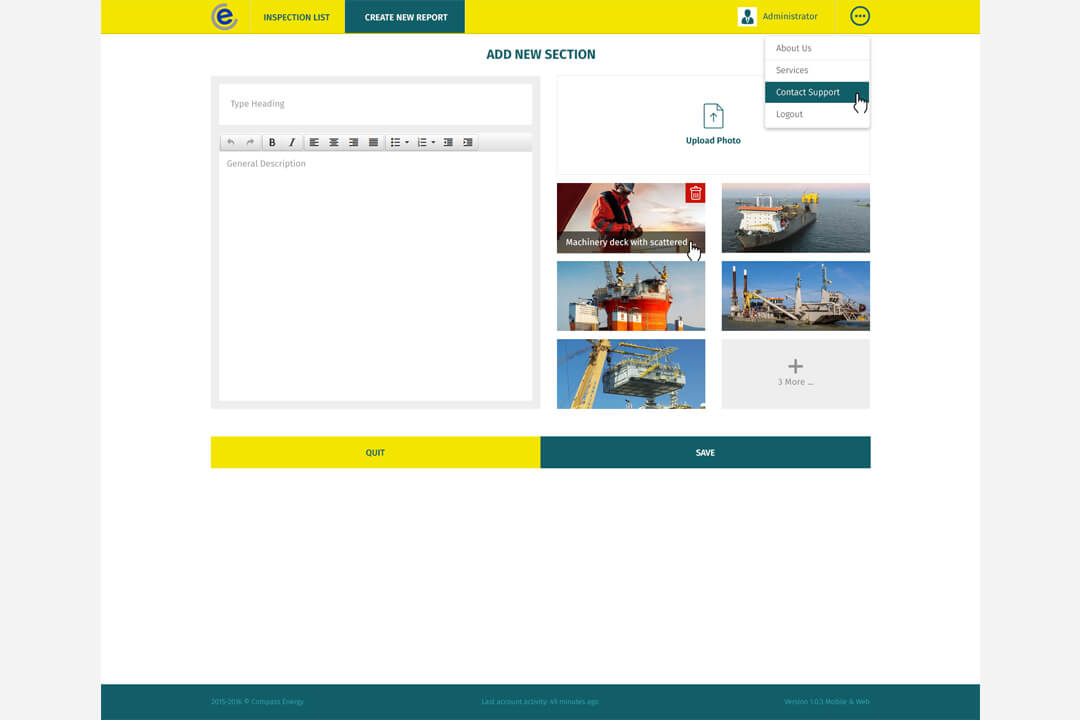 e
INSPECTION LIST
CREATE NEW REPORT
Administrator
About Us
Services
Contact Support
Logout
ADD NEW SECTION
Type Heading
B I
General Description
Upload Photo
Machinery deck with scattered
3 More ...
QUIT
SAVE
2015-2016 © Compass Energy
Last account activity: 49 minutes ago
Version 1.0.3 Mobile & Web